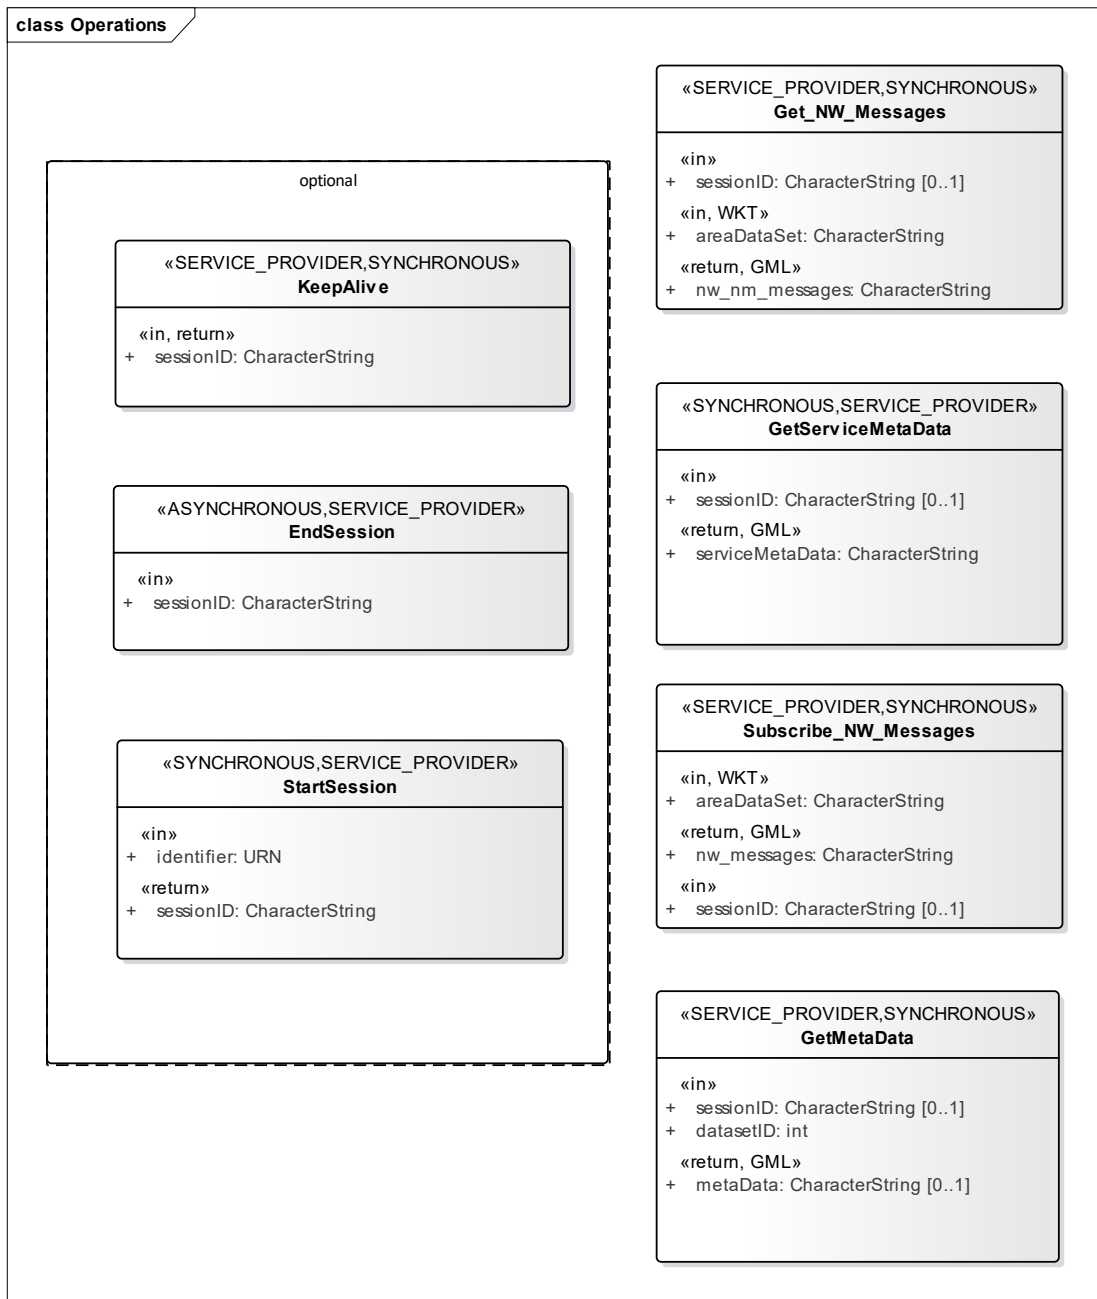 class Operations
optional
«SERVICE_PROVIDER,SYNCHRONOUS»
KeepAlive
«in, return»
+ sessionID: CharacterString
«ASYNCHRONOUS,SERVICE_PROVIDER»
EndSession
«in»
+ sessionID: CharacterString
«SYNCHRONOUS,SERVICE_PROVIDER»
StartSession
«in»
+ identifier: URN
«return»
+ sessionID: CharacterString
«SERVICE_PROVIDER,SYNCHRONOUS»
Get_NW_Messages
«in»
+ sessionID: CharacterString [0..1]
«in, WKT»
+ areaDataSet: CharacterString
«return, GML»
+ nw_nm_messages: CharacterString
«SYNCHRONOUS,SERVICE_PROVIDER»
GetServiceMetaData
«in»
+ sessionID: CharacterString [0..1]
«return, GML»
+ serviceMetaData: CharacterString
«SERVICE_PROVIDER,SYNCHRONOUS»
Subscribe_NW_Messages
«in, WKT»
+ areaDataSet: CharacterString
«return, GML»
+ nw_messages: CharacterString
«in»
+ sessionID: CharacterString [0..1]
«SERVICE_PROVIDER,SYNCHRONOUS»
GetMetaData
«in»
+ sessionID: CharacterString [0..1]
+ datasetID: int
«return, GML»
+ metaData: CharacterString [0..1]